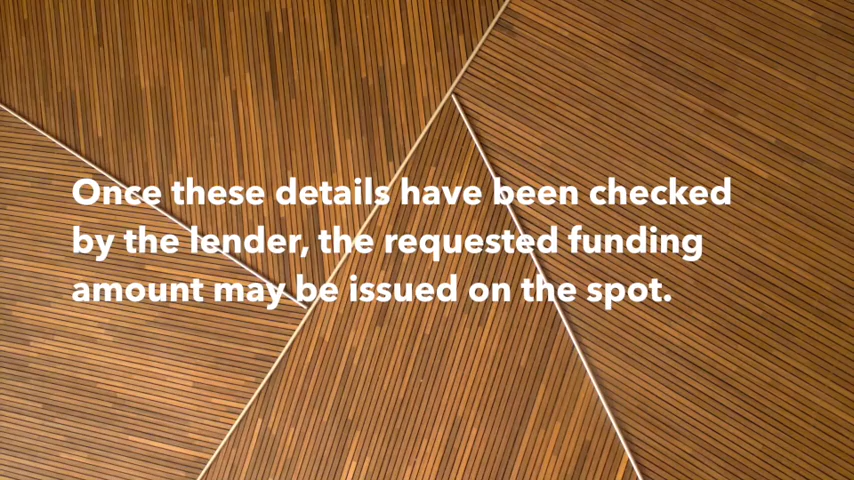 Once these details have been checked
by the lender, the requested funding
amount may be issued on the spot.